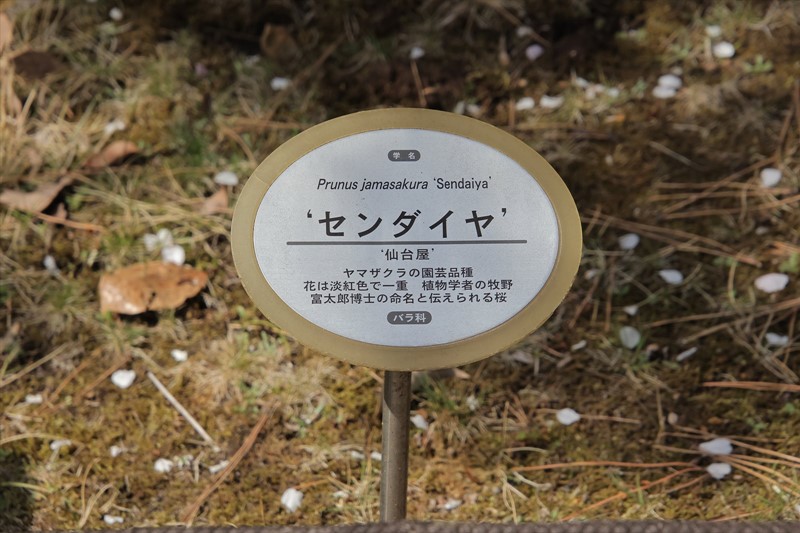 学名
Prunus jamasakura 'Sendaiya'
'センダイヤ'
'仙台屋'
ヤマザクラの園芸品種
花は淡紅色で一重　植物学者の牧野
富太郎博士の命名と伝えられる桜
バラ科